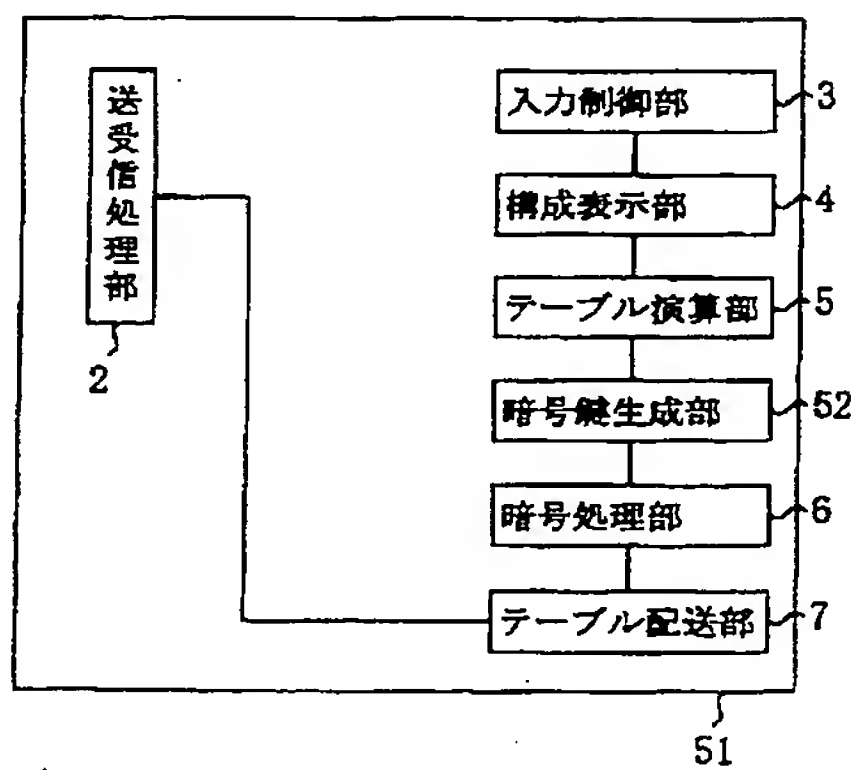 送受信処理部
2
入力制御部
3
構成表示部
4
テーブル演算部
5
暗号鍵生成部
52
暗号処理部
6
テーブル配送部
7
51